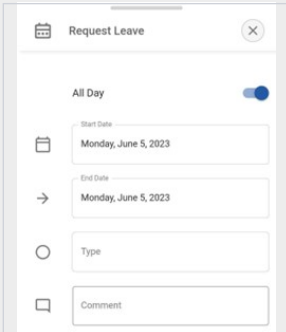 Request Leave
All Day
Start Date
Monday, June 5, 2023
End Date
Monday, June 5, 2023
Type
Comment